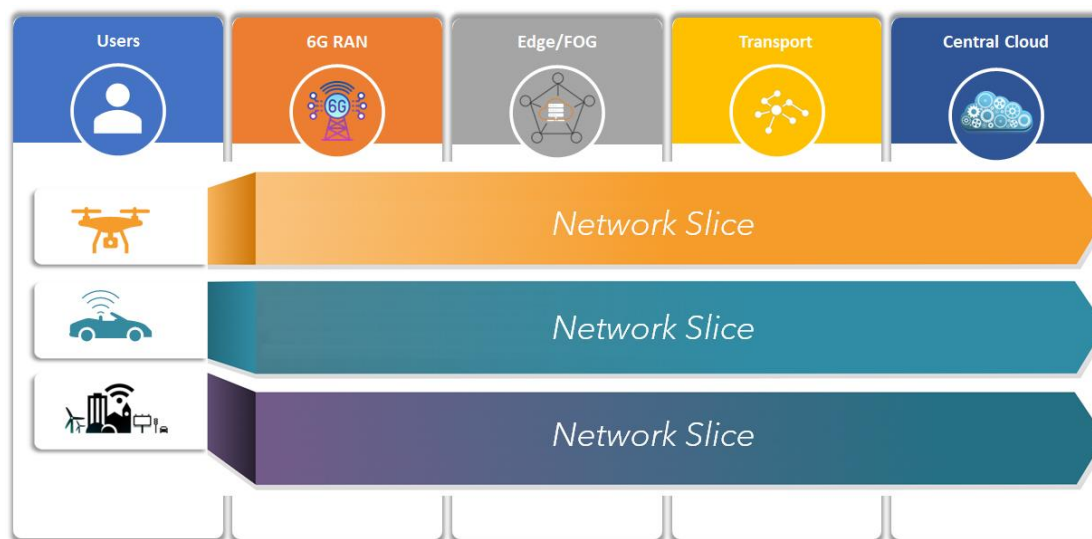 Users
6G RAN
Edge/FOG
Transport
Central Cloud
6G
Network Slice
Network Slice
Network Slice